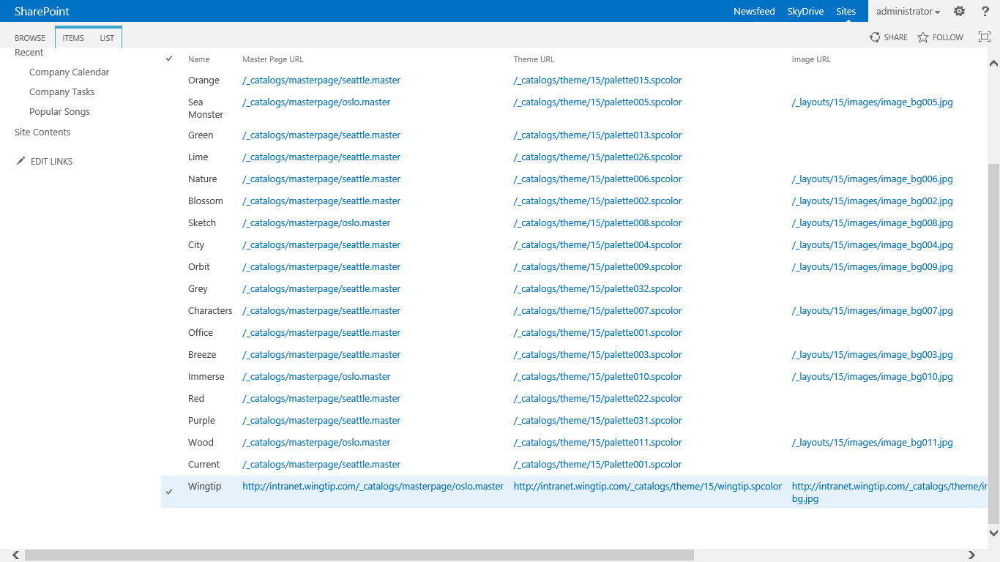 SharePoint Newsfeed SkyDrive Sites administrator ?
BROWSE ITEMS LIST SHARE FOLLOW
Recent
Company Calendar
Company Tasks
Popular Songs
Site Contents
EDIT LINKS
Name Master Page URL Theme URL Image URL
Orange /_catalogs/masterpage/seattle.master /_catalogs/theme/15/palette015.spcolor
Sea Monster /_catalogs/masterpage/oslo.master /_catalogs/theme/15/palette005.spcolor /_layouts/15/images/image_bg005.jpg
Green /_catalogs/masterpage/seattle.master /_catalogs/theme/15/palette013.spcolor
Lime /_catalogs/masterpage/seattle.master /_catalogs/theme/15/palette026.spcolor
Nature /_catalogs/masterpage/seattle.master /_catalogs/theme/15/palette006.spcolor /_layouts/15/images/image_bg006.jpg
Blossom /_catalogs/masterpage/seattle.master /_catalogs/theme/15/palette002.spcolor /_layouts/15/images/image_bg002.jpg
Sketch /_catalogs/masterpage/oslo.master /_catalogs/theme/15/palette008.spcolor /_layouts/15/images/image_bg008.jpg
City /_catalogs/masterpage/seattle.master /_catalogs/theme/15/palette004.spcolor /_layouts/15/images/image_bg004.jpg
Orbit /_catalogs/masterpage/seattle.master /_catalogs/theme/15/palette009.spcolor /_layouts/15/images/image_bg009.jpg
Grey /_catalogs/masterpage/seattle.master /_catalogs/theme/15/palette032.spcolor
Characters /_catalogs/masterpage/seattle.master /_catalogs/theme/15/palette007.spcolor /_layouts/15/images/image_bg007.jpg
Office /_catalogs/masterpage/seattle.master /_catalogs/theme/15/palette001.spcolor
Breeze /_catalogs/masterpage/seattle.master /_catalogs/theme/15/palette003.spcolor /_layouts/15/images/image_bg003.jpg
Immerse /_catalogs/masterpage/oslo.master /_catalogs/theme/15/palette010.spcolor /_layouts/15/images/image_bg010.jpg
Red /_catalogs/masterpage/seattle.master /_catalogs/theme/15/palette022.spcolor
Purple /_catalogs/masterpage/seattle.master /_catalogs/theme/15/palette031.spcolor
Wood /_catalogs/masterpage/oslo.master /_catalogs/theme/15/palette011.spcolor /_layouts/15/images/image_bg011.jpg
Current /_catalogs/masterpage/seattle.master /_catalogs/theme/15/Palette001.spcolor
Wingtip http://intranet.wingtip.com/_catalogs/masterpage/oslo.master http://intranet.wingtip.com/_catalogs/theme/15/wingtip.spcolor http://intranet.wingtip.com/_catalogs/theme/
bg.jpg